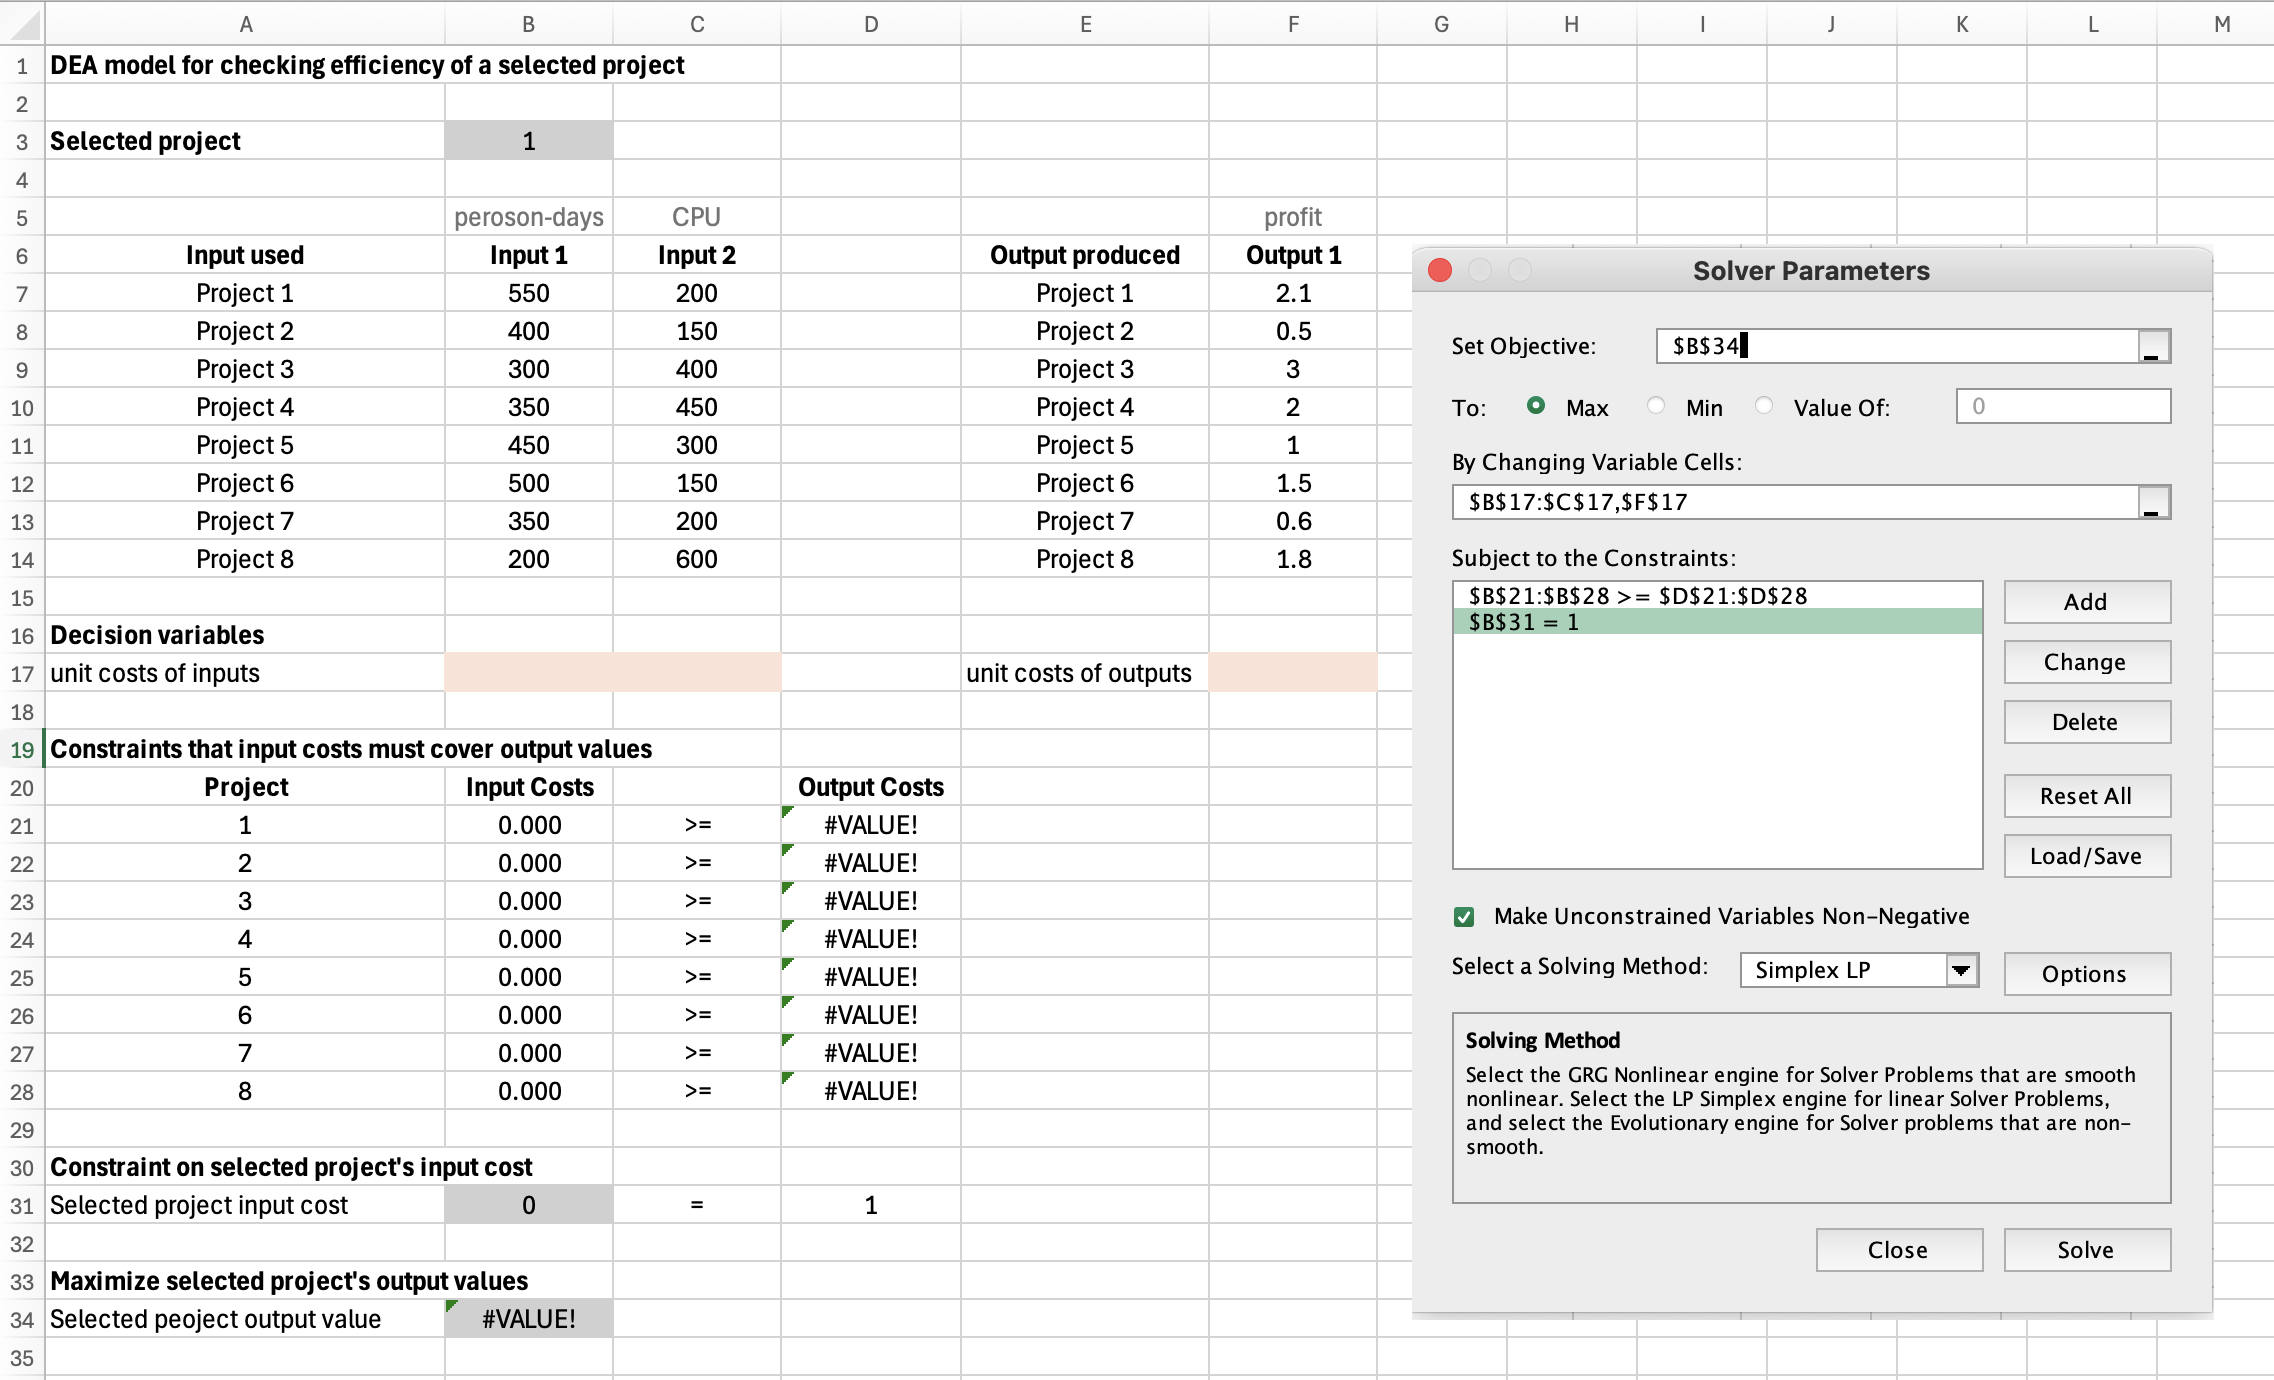 A B C D E F G H I J K L M
1 DEA model for checking efficiency of a selected project
2
3 Selected project 1
4
5 peroson-days CPU profit
6 Input used Input 1 Input 2 Output produced Output 1
7 Project 1 550 200 Project 1 2.1
8 Project 2 400 150 Project 2 0.5
9 Project 3 300 400 Project 3 3
10 Project 4 350 450 Project 4 2
11 Project 5 450 300 Project 5 1
12 Project 6 500 150 Project 6 1.5
13 Project 7 350 200 Project 7 0.6
14 Project 8 200 600 Project 8 1.8
15
16 Decision variables
17 unit costs of inputs unit costs of outputs
18
19 Constraints that input costs must cover output values
20 Project Input Costs Output Costs
21 1 0.000 >= #VALUE!
22 2 0.000 >= #VALUE!
23 3 0.000 >= #VALUE!
24 4 0.000 >= #VALUE!
25 5 0.000 >= #VALUE!
26 6 0.000 >= #VALUE!
27 7 0.000 >= #VALUE!
28 8 0.000 >= #VALUE!
29
30 Constraint on selected project's input cost
31 Selected project input cost 0 = 1
32
33 Maximize selected project's output values
34 Selected peoject output value #VALUE!
35
Solver Parameters
Set Objective: $B$34
To: Max Min Value Of: 0
By Changing Variable Cells:
$B$17:$C$17,$F$17
Subject to the Constraints:
$B$21:$B$28 >= $D$21:$D$28
$B$31 = 1
Add
Change
Delete
Reset All
Load/Save
Make Unconstrained Variables Non-Negative
Select a Solving Method: Simplex LP Options
Solving Method
Select the GRG Nonlinear engine for Solver Problems that are smooth
nonlinear. Select the LP Simplex engine for linear Solver Problems,
and select the Evolutionary engine for Solver problems that are non-
smooth.
Close Solve